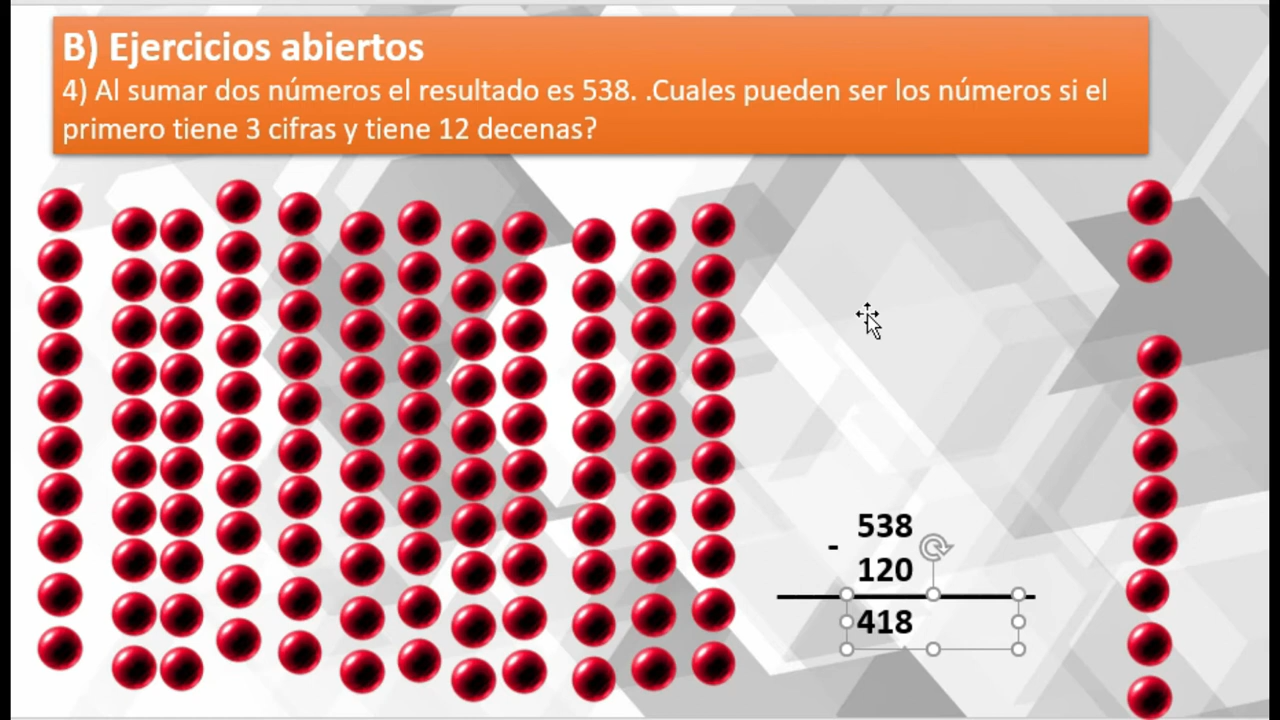 B) Ejercicios abiertos
4) Al sumar dos números el resultado es 538. .Cuales pueden ser los números si el
primero tiene 3 cifras y tiene 12 decenas?
538
-
120
418